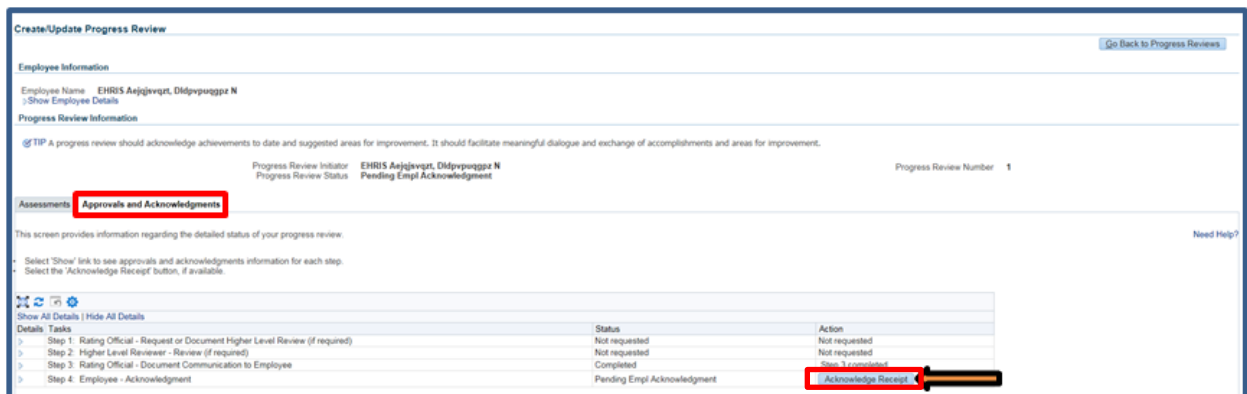 Create/Update Progress Review
Go Back to Progress Reviews
Employee Information
Employee Name EHRIS Aejqjsvqzt, Dldpvpuqgpz N
Show Employee Details
Progress Review Information
TIP A progress review should acknowledge achievements to date and suggested areas for improvement. It should facilitate meaningful dialogue and exchange of accomplishments and areas for improvement.
Progress Review Initiator EHRIS Aejqjsvqzt, Dldpvpuqgpz N Progress Review Number 1
Progress Review Status Pending Empl Acknowledgment
Assessments Approvals and Acknowledgments
This screen provides information regarding the detailed status of your progress review. Need Help?
Select 'Show' link to see approvals and acknowledgments information for each step.
Select the 'Acknowledge Receipt' button, if available.
Show All Details | Hide All Details
Details Tasks Status Action
Step 1: Rating Official - Request or Document Higher Level Review (if required) Not requested Not requested
Step 2: Higher Level Reviewer - Review (if required) Not requested Not requested
Step 3: Rating Official - Document Communication to Employee Completed Step 3 completed
Step 4: Employee - Acknowledgment Pending Empl Acknowledgment Acknowledge Receipt